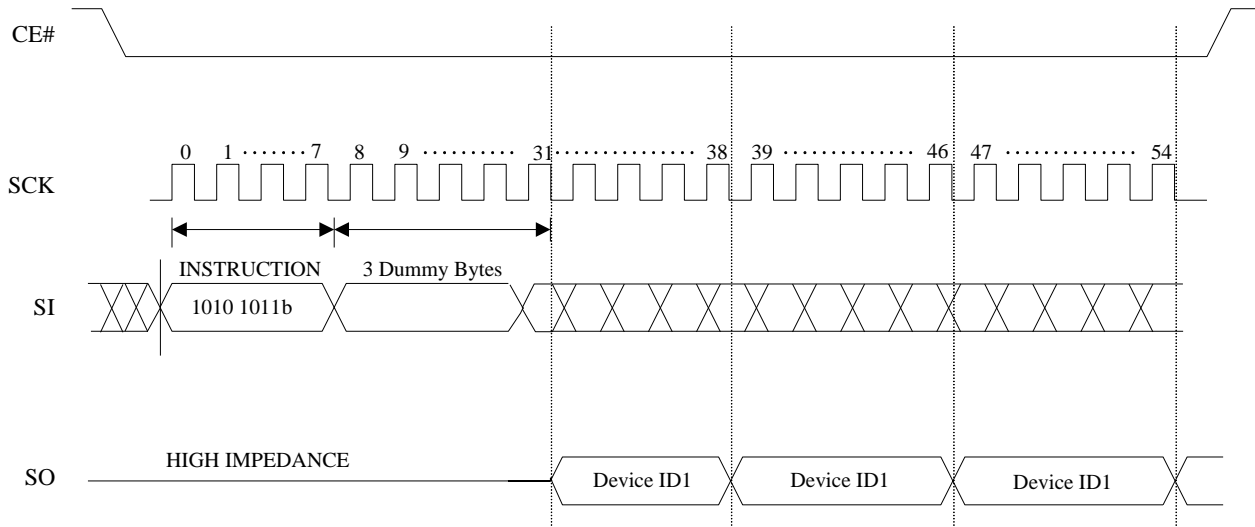 CE#
0 1 ······· 7 8 9 ·········· 31 ················ 38 39 ·············· 46 47 ·············· 54
SCK
INSTRUCTION 3 Dummy Bytes
SI 1010 1011b
HIGH IMPEDANCE
SO Device ID1 Device ID1 Device ID1